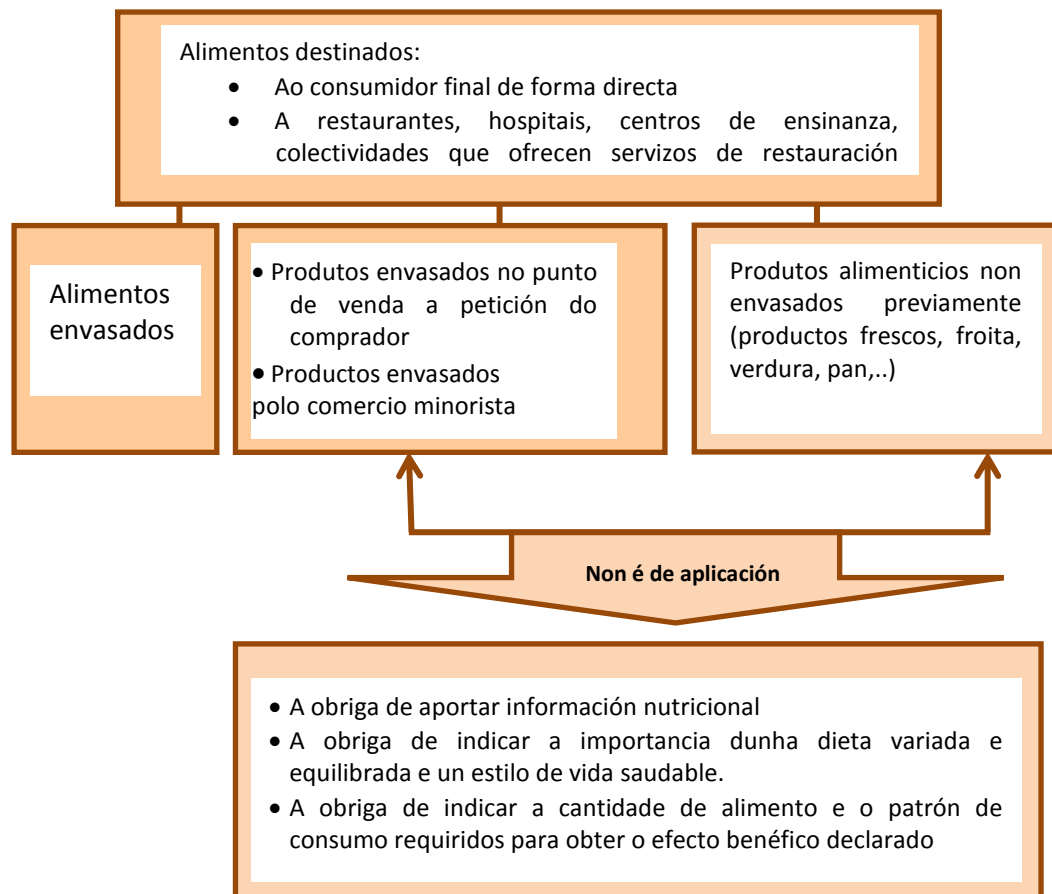 Alimentos destinados:
• Ao consumidor final de forma directa
• A restaurantes, hospitais, centros de ensinanza,
colectividades que ofrecen servizos de restauración
Alimentos
envasados
• Produtos envasados no punto
de venda a petición do
comprador
• Productos envasados
polo comercio minorista
Produtos alimenticios non
envasados previamente
(productos frescos, froita,
verdura, pan,..)
Non é de aplicación
• A obriga de aportar información nutricional
• A obriga de indicar a importancia dunha dieta variada e
equilibrada e un estilo de vida saudable.
• A obriga de indicar a cantidade de alimento e o patrón de
consumo requiridos para obter o efecto benéfico declarado